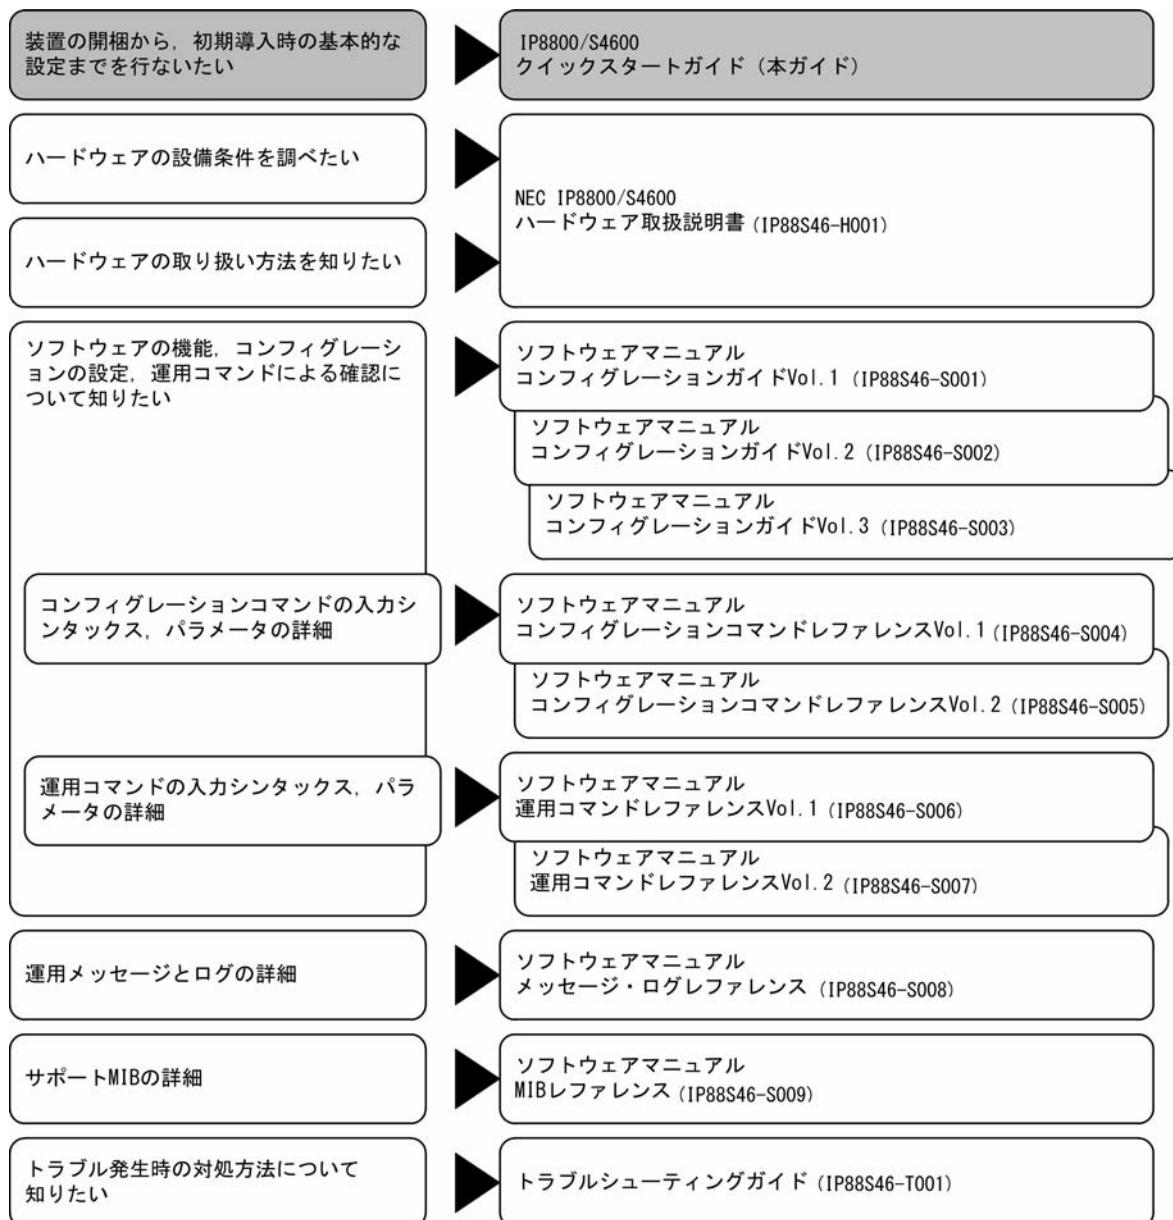 装置の開梱から，初期導入時の基本的な
設定までを行ないたい
IP8800/S4600
クイックスタートガイド（本ガイド）
ハードウェアの設備条件を調べたい
ハードウェアの取り扱い方法を知りたい
NEC IP8800/S4600
ハードウェア取扱説明書(IP88S46-H001)
ソフトウェアの機能，コンフィグレーシ
ョンの設定，運用コマンドによる確認に
ついて知りたい
ソフトウェアマニュアル
コンフィグレーションガイドVol.1 (IP88S46-S001)
ソフトウェアマニュアル
コンフィグレーションガイドVol.2 (IP88S46-S002)
ソフトウェアマニュアル
コンフィグレーションガイドVol.3 (IP88S46-S003)
コンフィグレーションコマンドの入力シ
ンタックス，パラメータの詳細
ソフトウェアマニュアル
コンフィグレーションコマンドレファレンスVol.1(IP88S46-S004)
ソフトウェアマニュアル
コンフィグレーションコマンドレファレンスVol.2 (IP88S46-S005)
運用コマンドの入力シンタックス，パラ
メータの詳細
ソフトウェアマニュアル
運用コマンドレファレンスVol.1 (IP88S46-S006)
ソフトウェアマニュアル
運用コマンドレファレンスVol.2 (IP88S46-S007)
運用メッセージとログの詳細
ソフトウェアマニュアル
メッセージ・ログレファレンス (IP88S46-S008)
サポートMIBの詳細
ソフトウェアマニュアル
MIBレファレンス(IP88S46-S009)
トラブル発生時の対処方法について
知りたい
トラブルシューティングガイド(IP88S46-T001)